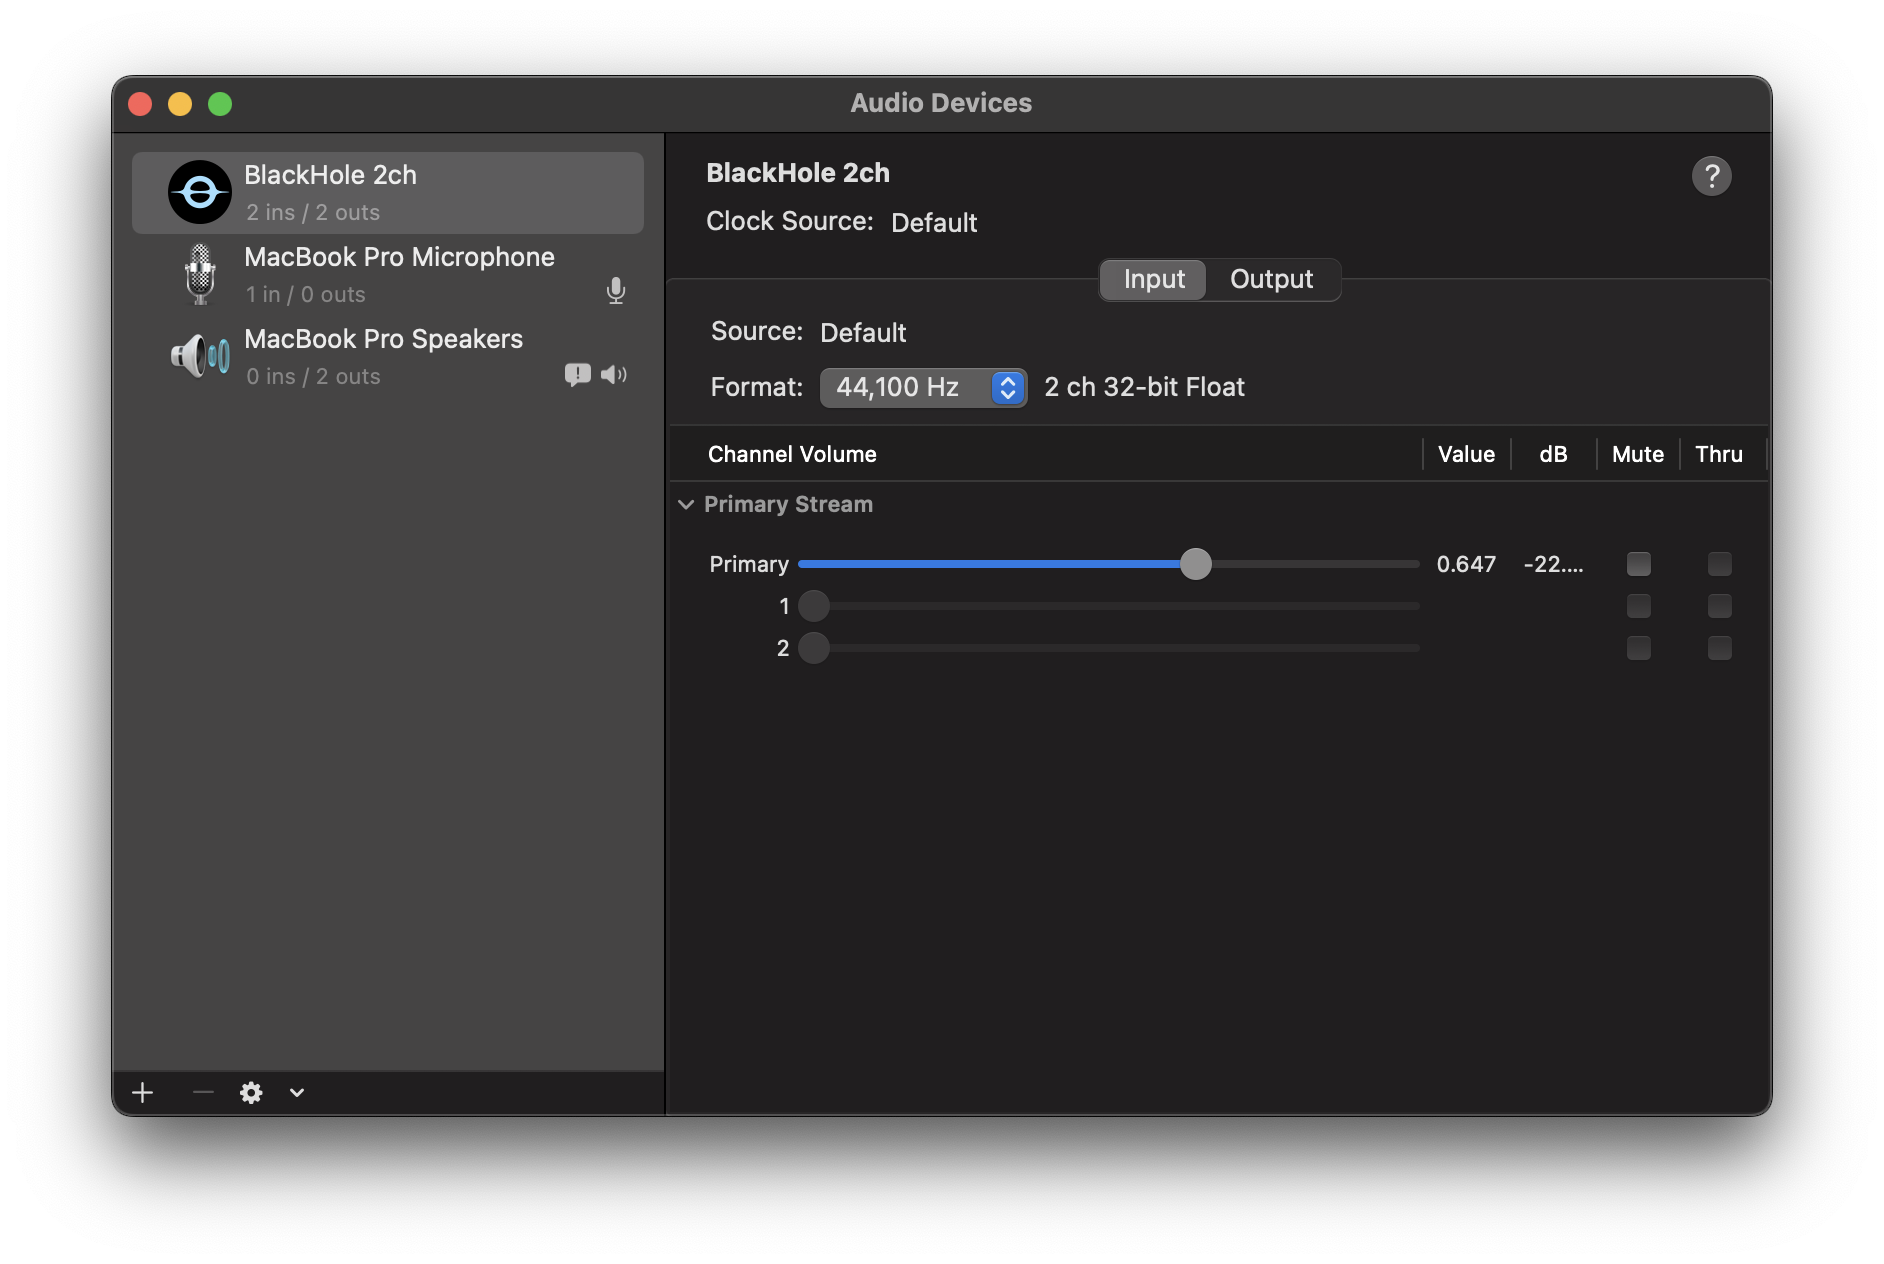 Audio Devices
BlackHole 2ch
2 ins / 2 outs
MacBook Pro Microphone
1 in / 0 outs
MacBook Pro Speakers
0 ins / 2 outs
BlackHole 2ch
?
Clock Source: Default
Input Output
Source: Default
Format: 44,100 Hz 2 ch 32-bit Float
Channel Volume Value dB Mute Thru
Primary Stream
Primary 0.647 -22....
1
2